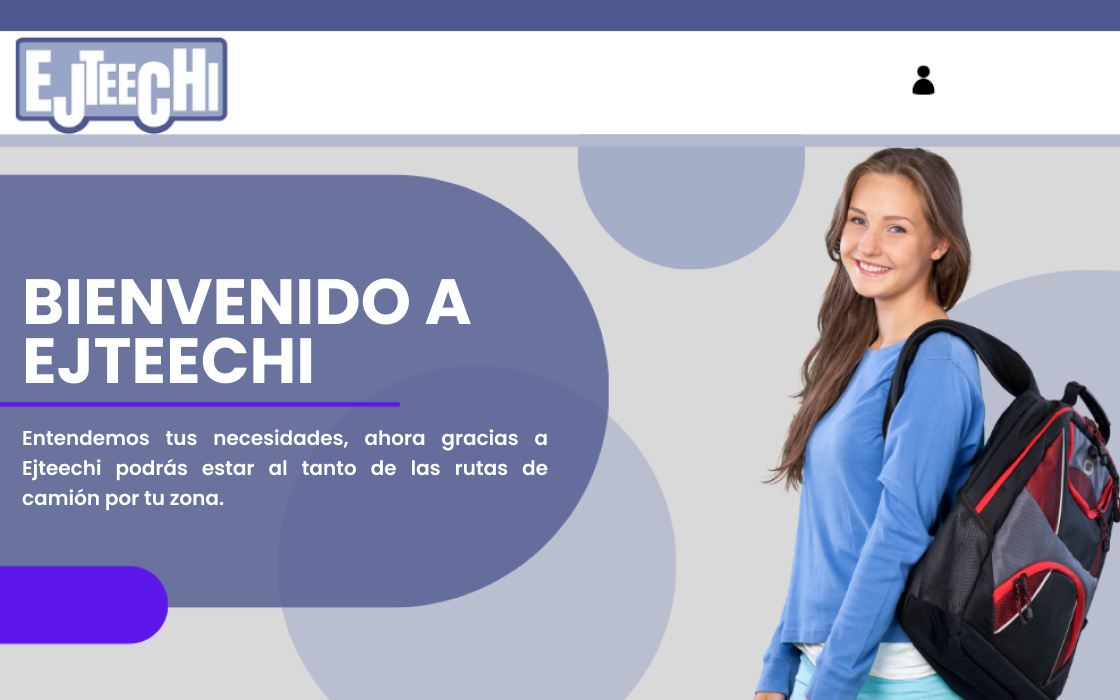 EJTEECHI
BIENVENIDO A
EJTEECHI
Entendemos tus necesidades, ahora gracias a
Ejteechi podrás estar al tanto de las rutas de
camión por tu zona.